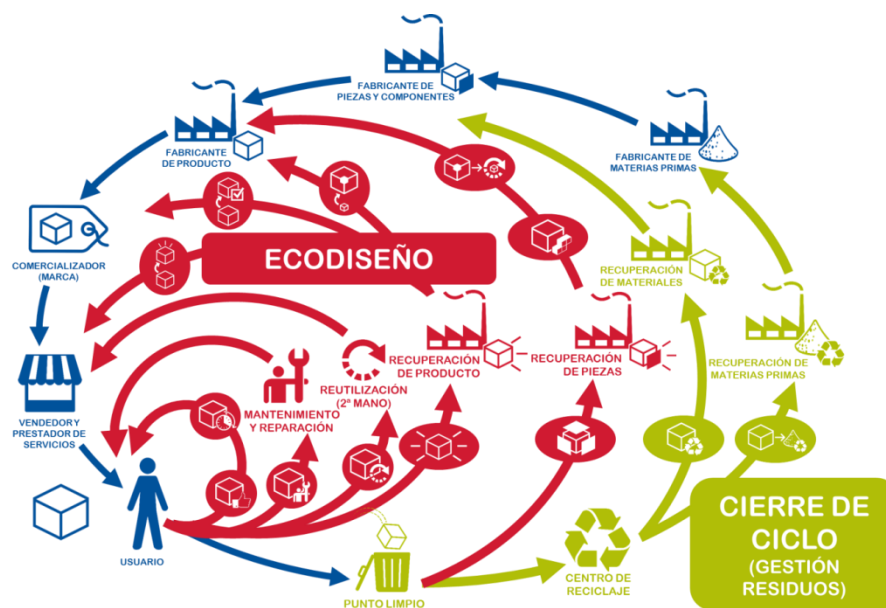 FABRICANTE DE
PIEZAS Y COMPONENTES
FABRICANTE
DE PRODUCTO
FABRICANTE DE
MATERIAS PRIMAS
COMERCIALIZADOR
(MARCA)
ECODISEÑO
RECUPERACIÓN
DE MATERIALES
RECUPERACIÓN
DE PRODUCTO
RECUPERACIÓN
DE PIEZAS
RECUPERACIÓN DE
MATERIAS PRIMAS
REUTILIZACIÓN
(2ª MANO)
MANTENIMIENTO
Y REPARACIÓN
VENDEDOR Y
PRESTADOR DE
SERVICIOS
USUARIO
PUNTO LIMPIO
CENTRO DE
RECICLAJE
CIERRE DE
CICLO
(GESTIÓN
RESIDUOS)